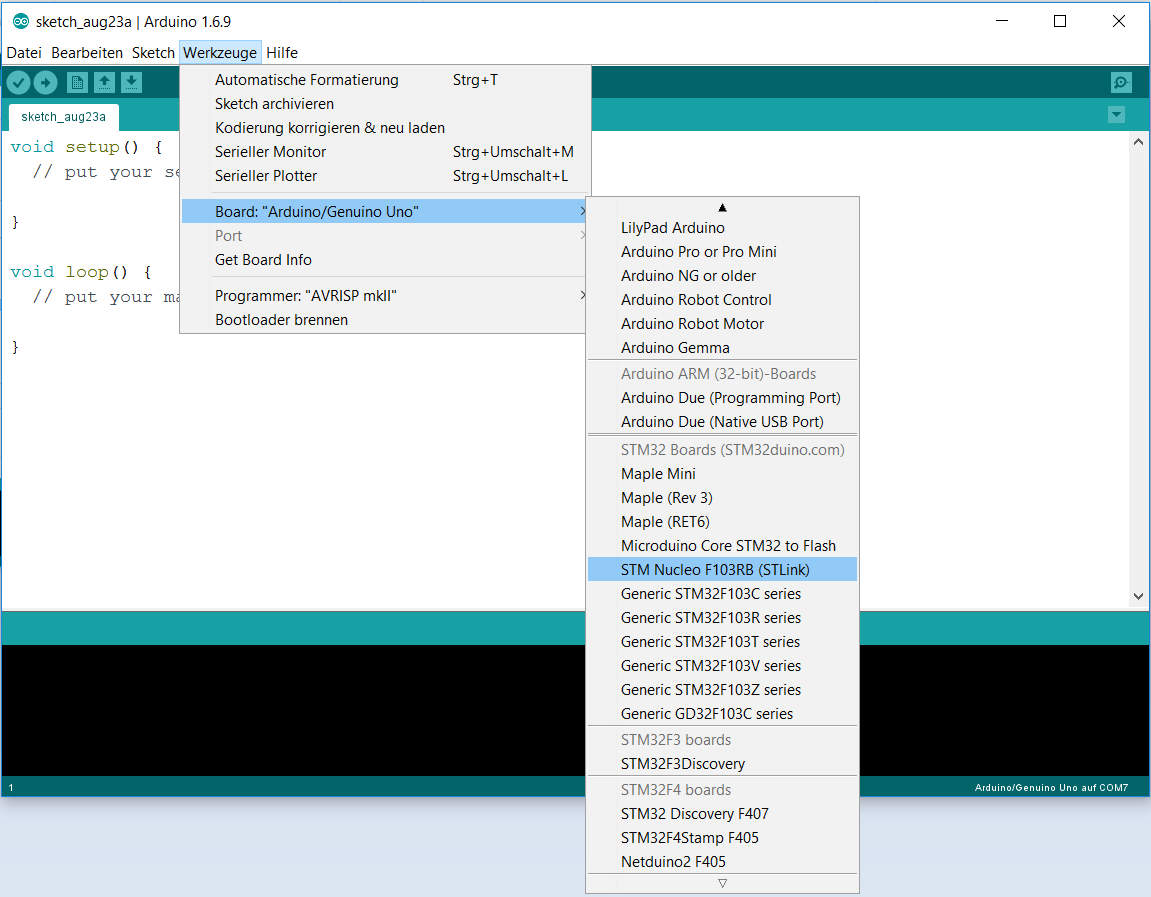 sketch_aug23a | Arduino 1.6.9
Datei Bearbeiten Sketch Werkzeuge Hilfe
sketch_aug23a
void setup() {
// put your se
}
void loop() {
// put your ma
}
Automatische Formatierung Strg+T
Sketch archivieren
Kodierung korrigieren & neu laden
Serieller Monitor Strg+Umschalt+M
Serieller Plotter Strg+Umschalt+L
Board: "Arduino/Genuino Uno"
Port
Get Board Info
Programmer: "AVRISP mkII"
Bootloader brennen
LilyPad Arduino
Arduino Pro or Pro Mini
Arduino NG or older
Arduino Robot Control
Arduino Robot Motor
Arduino Gemma
Arduino ARM (32-bit)-Boards
Arduino Due (Programming Port)
Arduino Due (Native USB Port)
STM32 Boards (STM32duino.com)
Maple Mini
Maple (Rev 3)
Maple (RET6)
Microduino Core STM32 to Flash
STM Nucleo F103RB (STLink)
Generic STM32F103C series
Generic STM32F103R series
Generic STM32F103T series
Generic STM32F103V series
Generic STM32F103Z series
Generic GD32F103C series
STM32F3 boards
STM32F3Discovery
STM32F4 boards
STM32 Discovery F407
STM32F4Stamp F405
Netduino2 F405
1 Arduino/Genuino Uno auf COM7